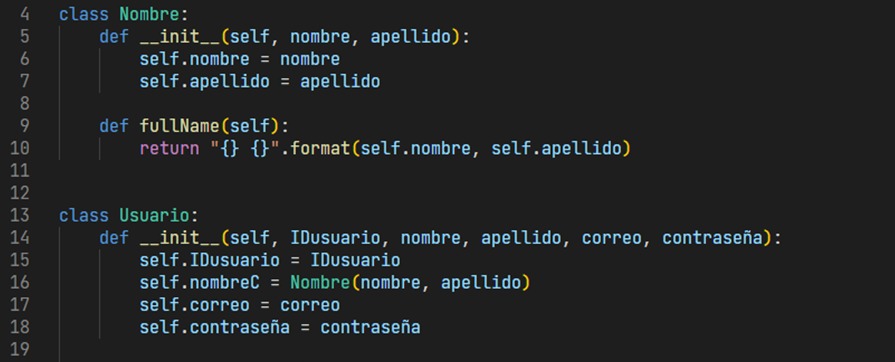 4 class Nombre:
5     def __init__(self, nombre, apellido):
6         self.nombre = nombre
7         self.apellido = apellido
8
9     def fullName(self):
10         return "{} {}".format(self.nombre, self.apellido)
11
12
13 class Usuario:
14     def __init__(self, IDusuario, nombre, apellido, correo, contraseña):
15         self.IDusuario = IDusuario
16         self.nombreC = Nombre(nombre, apellido)
17         self.correo = correo
18         self.contraseña = contraseña
19